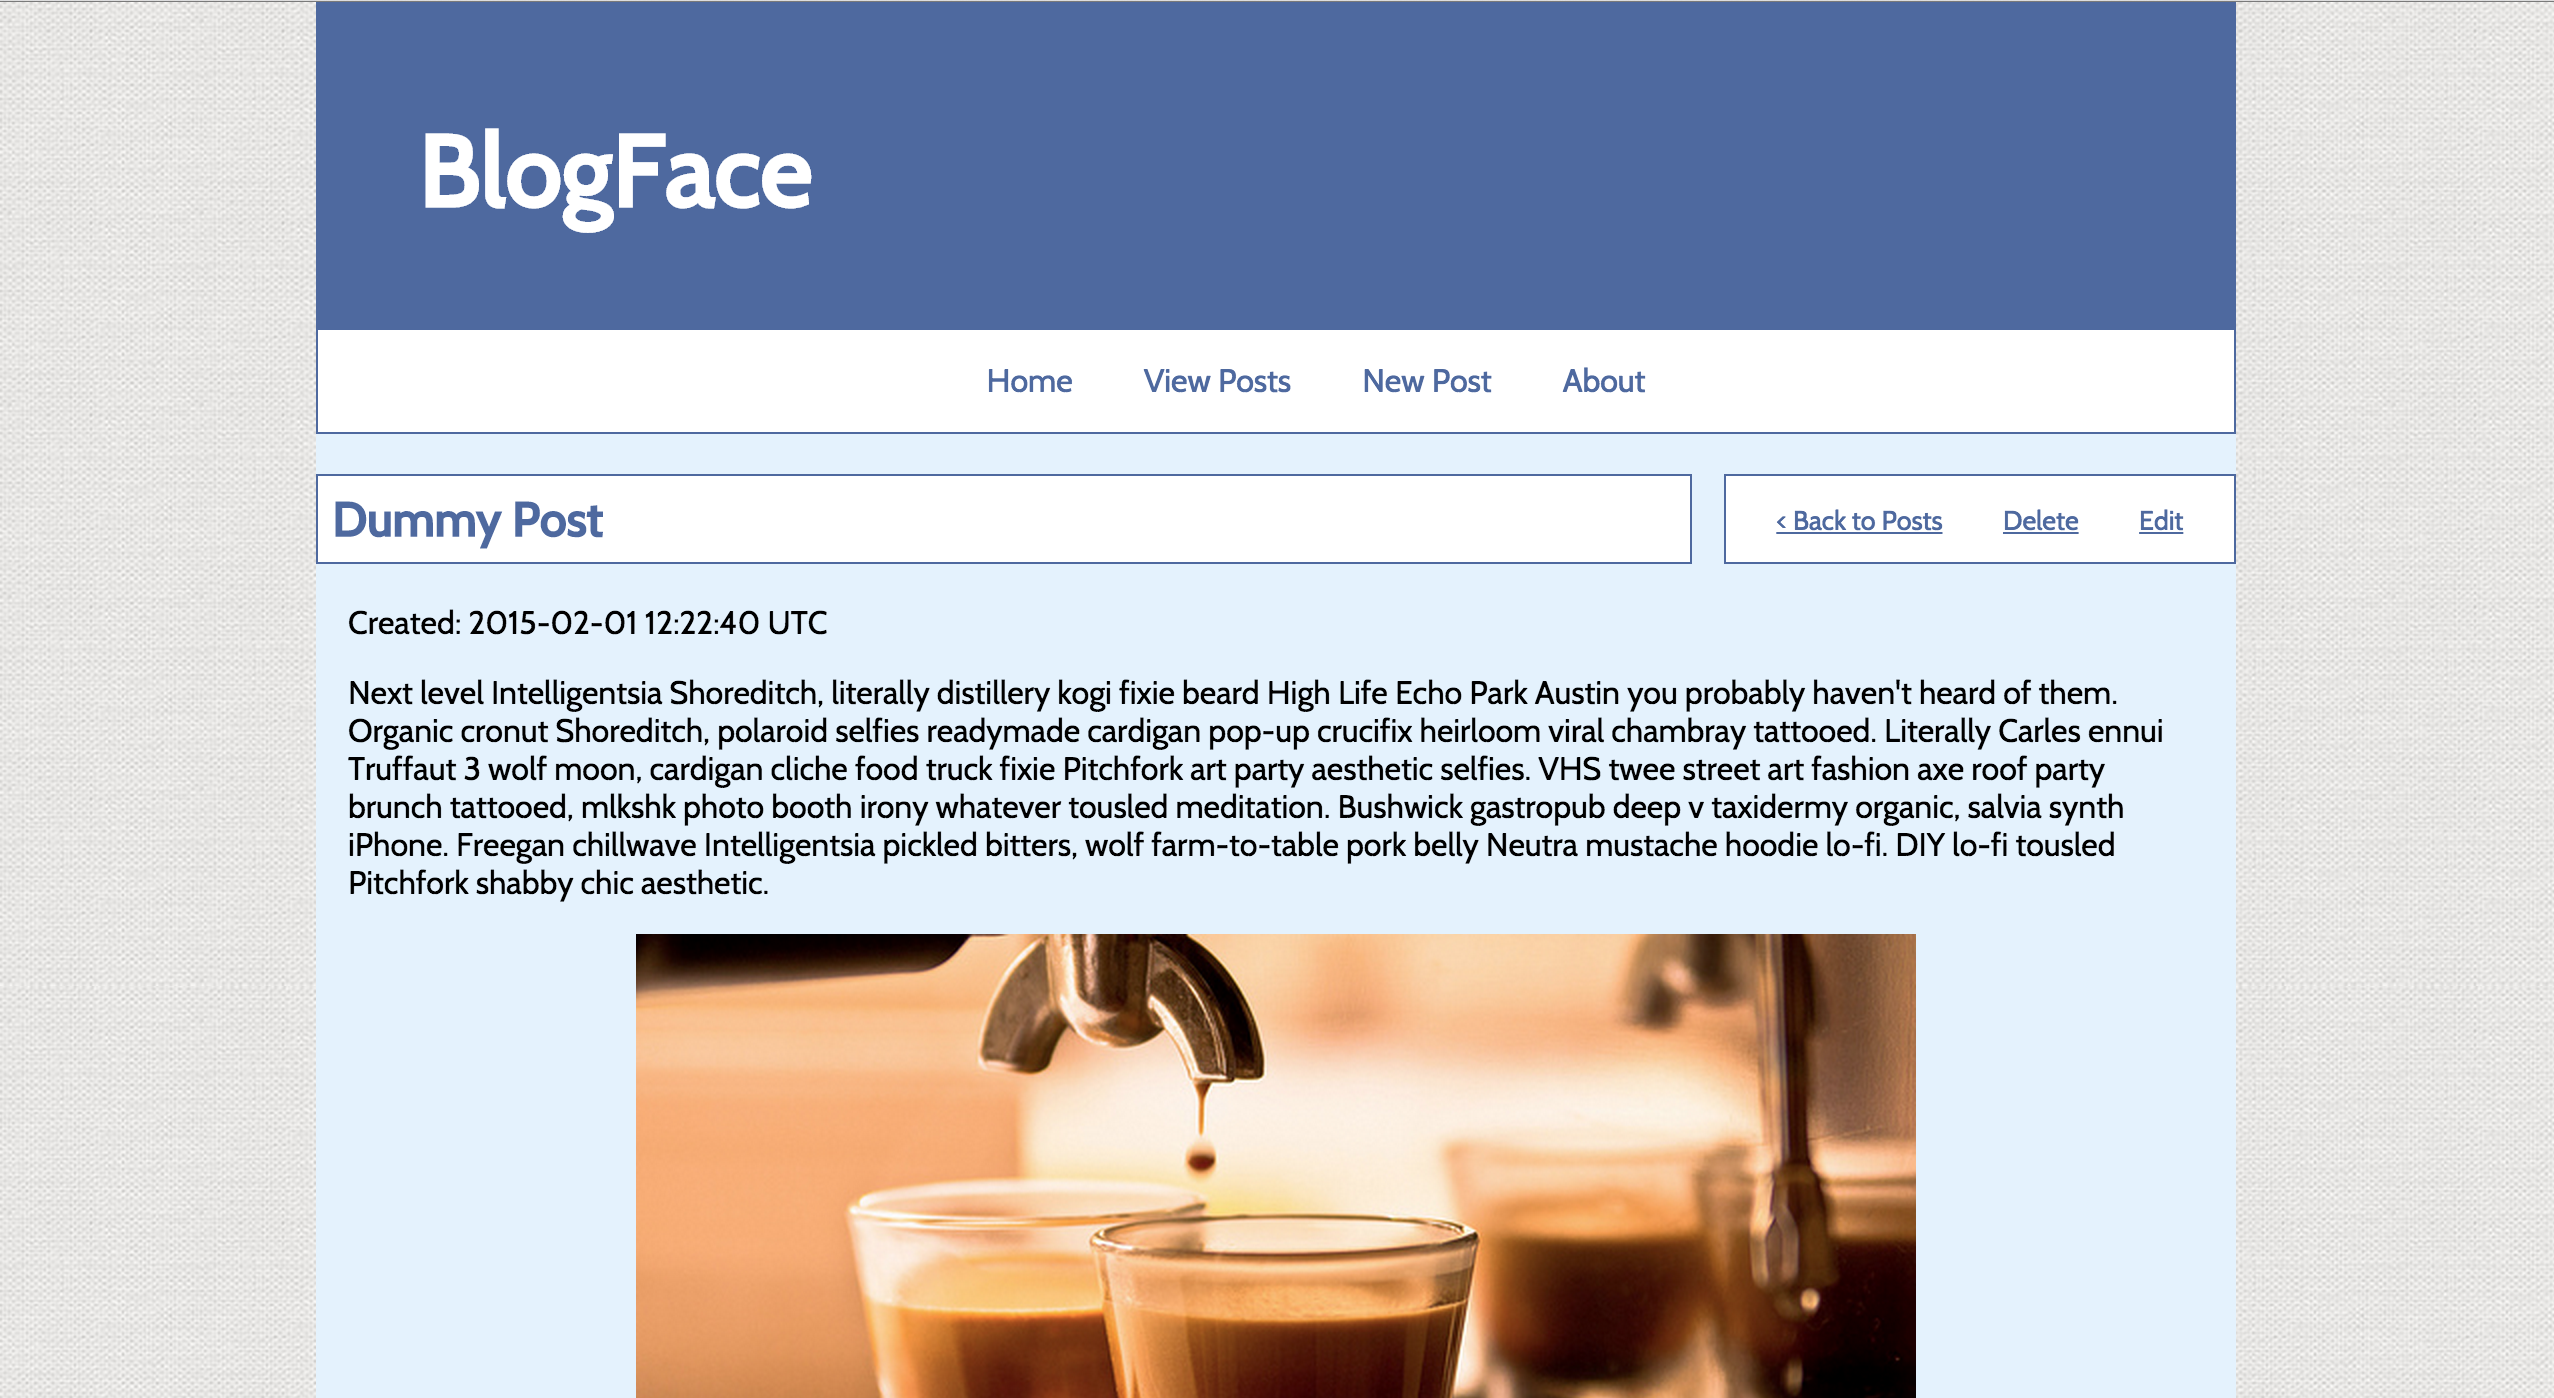 BlogFace
Home View Posts New Post About
Dummy Post
< Back to Posts Delete Edit
Created: 2015-02-01 12:22:40 UTC
Next level Intelligentsia Shoreditch, literally distillery kogi fixie beard High Life Echo Park Austin you probably haven't heard of them.
Organic cronut Shoreditch, polaroid selfies readymade cardigan pop-up crucifix heirloom viral chambray tattooed. Literally Carles ennui
Truffaut 3 wolf moon, cardigan cliche food truck fixie Pitchfork art party aesthetic selfies. VHS twee street art fashion axe roof party
brunch tattooed, mlkshk photo booth irony whatever tousled meditation. Bushwick gastropub deep v taxidermy organic, salvia synth
iPhone. Freegan chillwave Intelligentsia pickled bitters, wolf farm-to-table pork belly Neutra mustache hoodie lo-fi. DIY lo-fi tousled
Pitchfork shabby chic aesthetic.